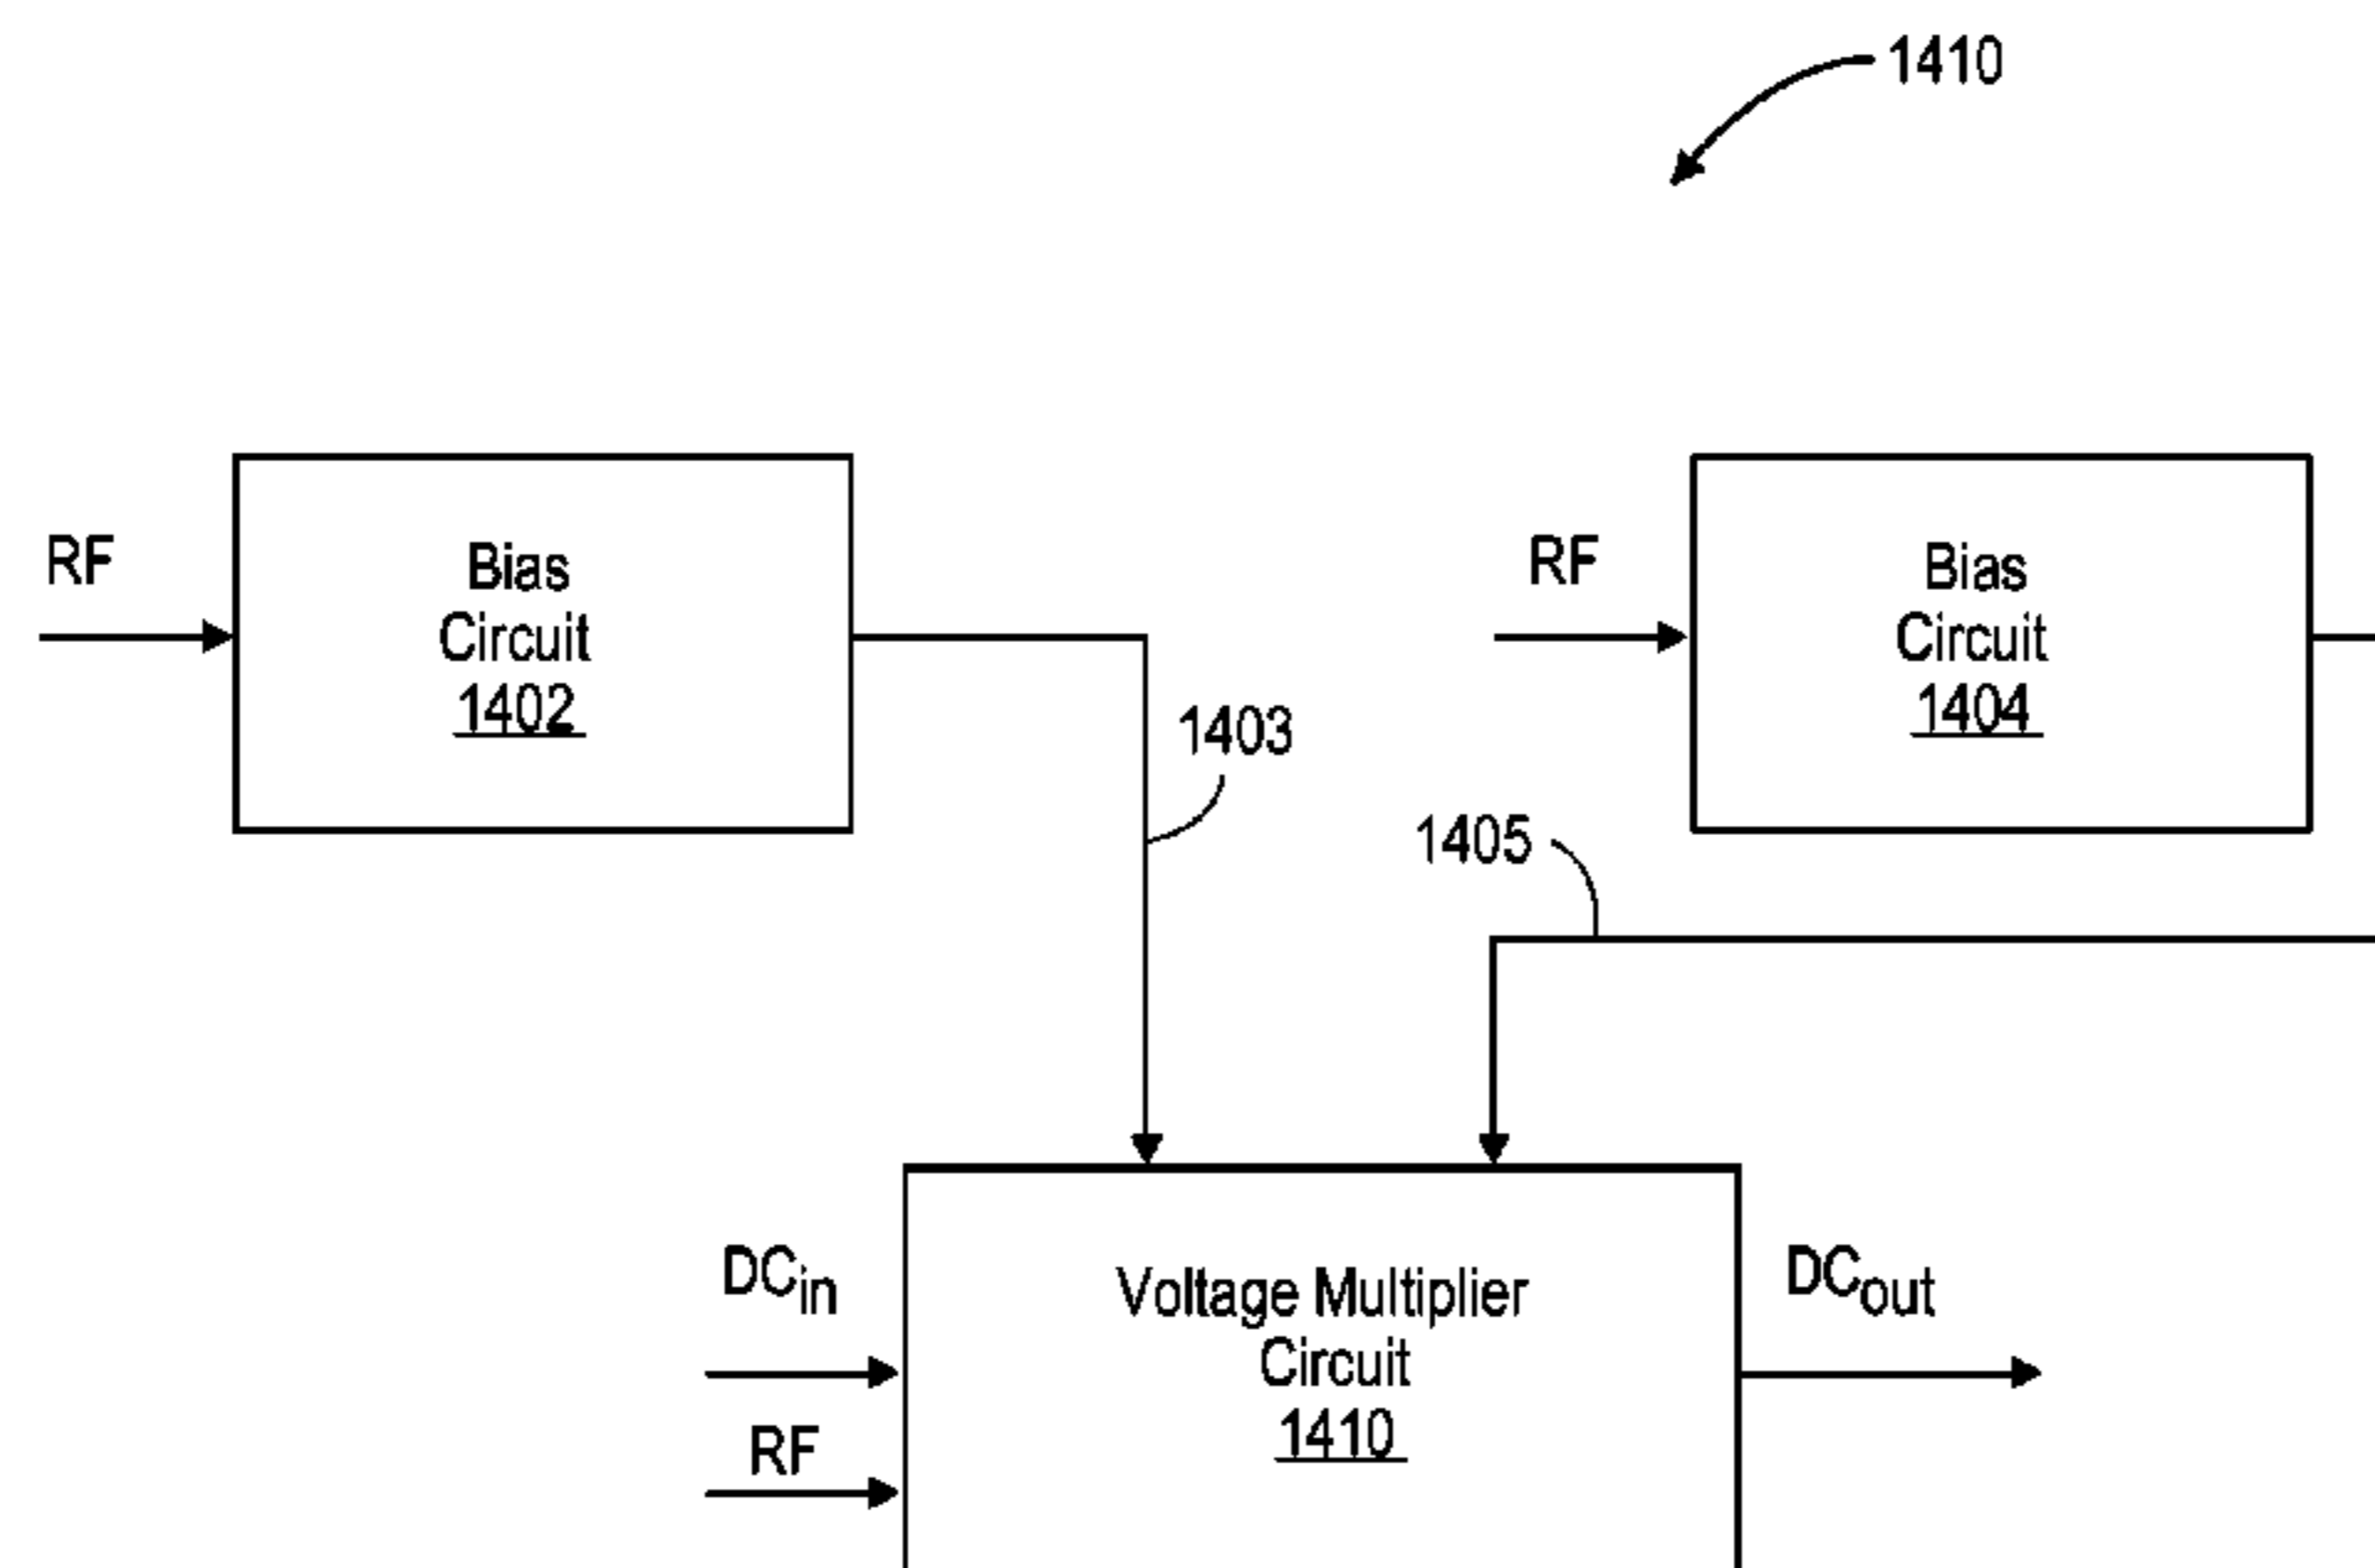 1410
RF
Bias
Circuit
1402
1403
RF
Bias
Circuit
1404
1405
DCin
RF
Voltage Multiplier
Circuit
1410
DCout